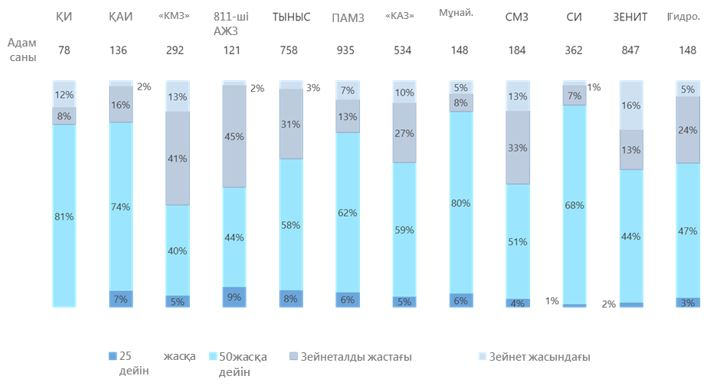 ҚИ ҚАИ «КМЗ» 811-ші АЖЗ ТЫНЫС ПАМЗ «КАЗ» Мұнай. СМЗ СИ ЗЕНИТ Гидро.
Адам саны 78 136 292 121 758 935 534 148 184 362 847 148
12% 2% 13% 2% 3% 7% 10% 5% 13% 1% 16% 5%
8% 16% 41% 45% 31% 13% 27% 8% 33% 7% 13% 24%
81% 74% 40% 44% 58% 62% 59% 80% 51% 68% 44% 47%
7% 5% 9% 8% 6% 5% 6% 4% 1% 2% 3%
25 жасқа дейін
50жасқа дейін
Зейнеталды жастағы
Зейнет жасындағы